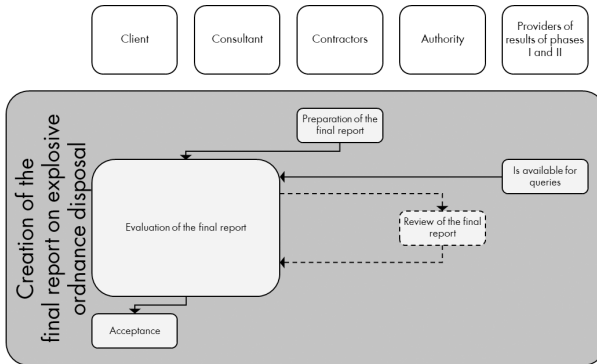 Client
Consultant
Contractors
Authority
Providers of
results of phases
I and II
Creation of the
final report on explosive
ordnance disposal
Preparation of the
final report
Is available for
queries
Evaluation of the final report
Review of the final
report
Acceptance